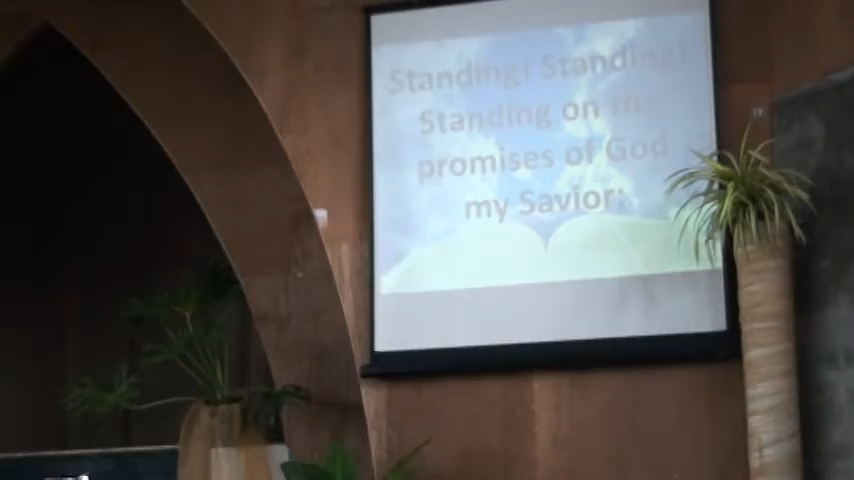 Standing! Standing!
Standing on the
promises of God
my Savior;